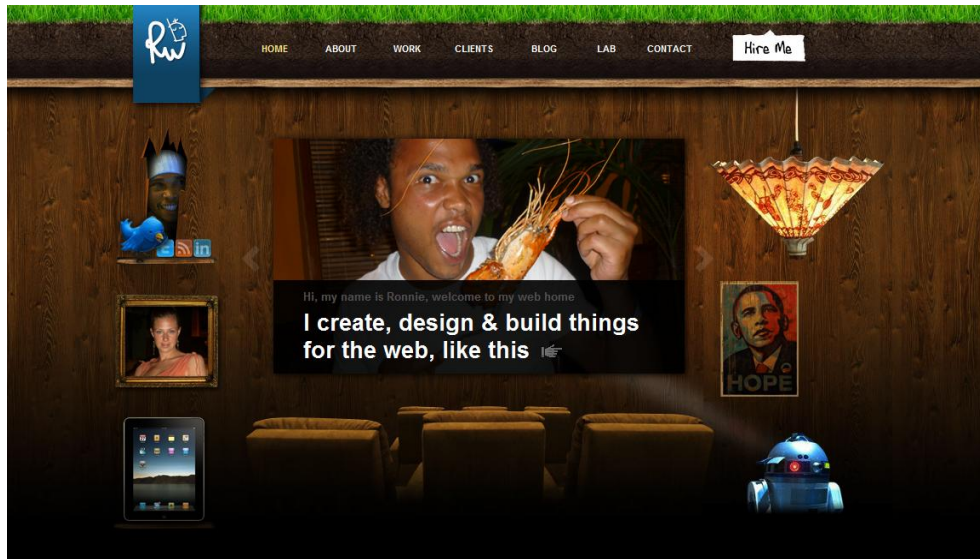 Rw
HOME ABOUT WORK CLIENTS BLOG LAB CONTACT Hire Me
in
Hi, my name is Ronnie, welcome to my web home
I create, design & build things
for the web, like this
HOPE